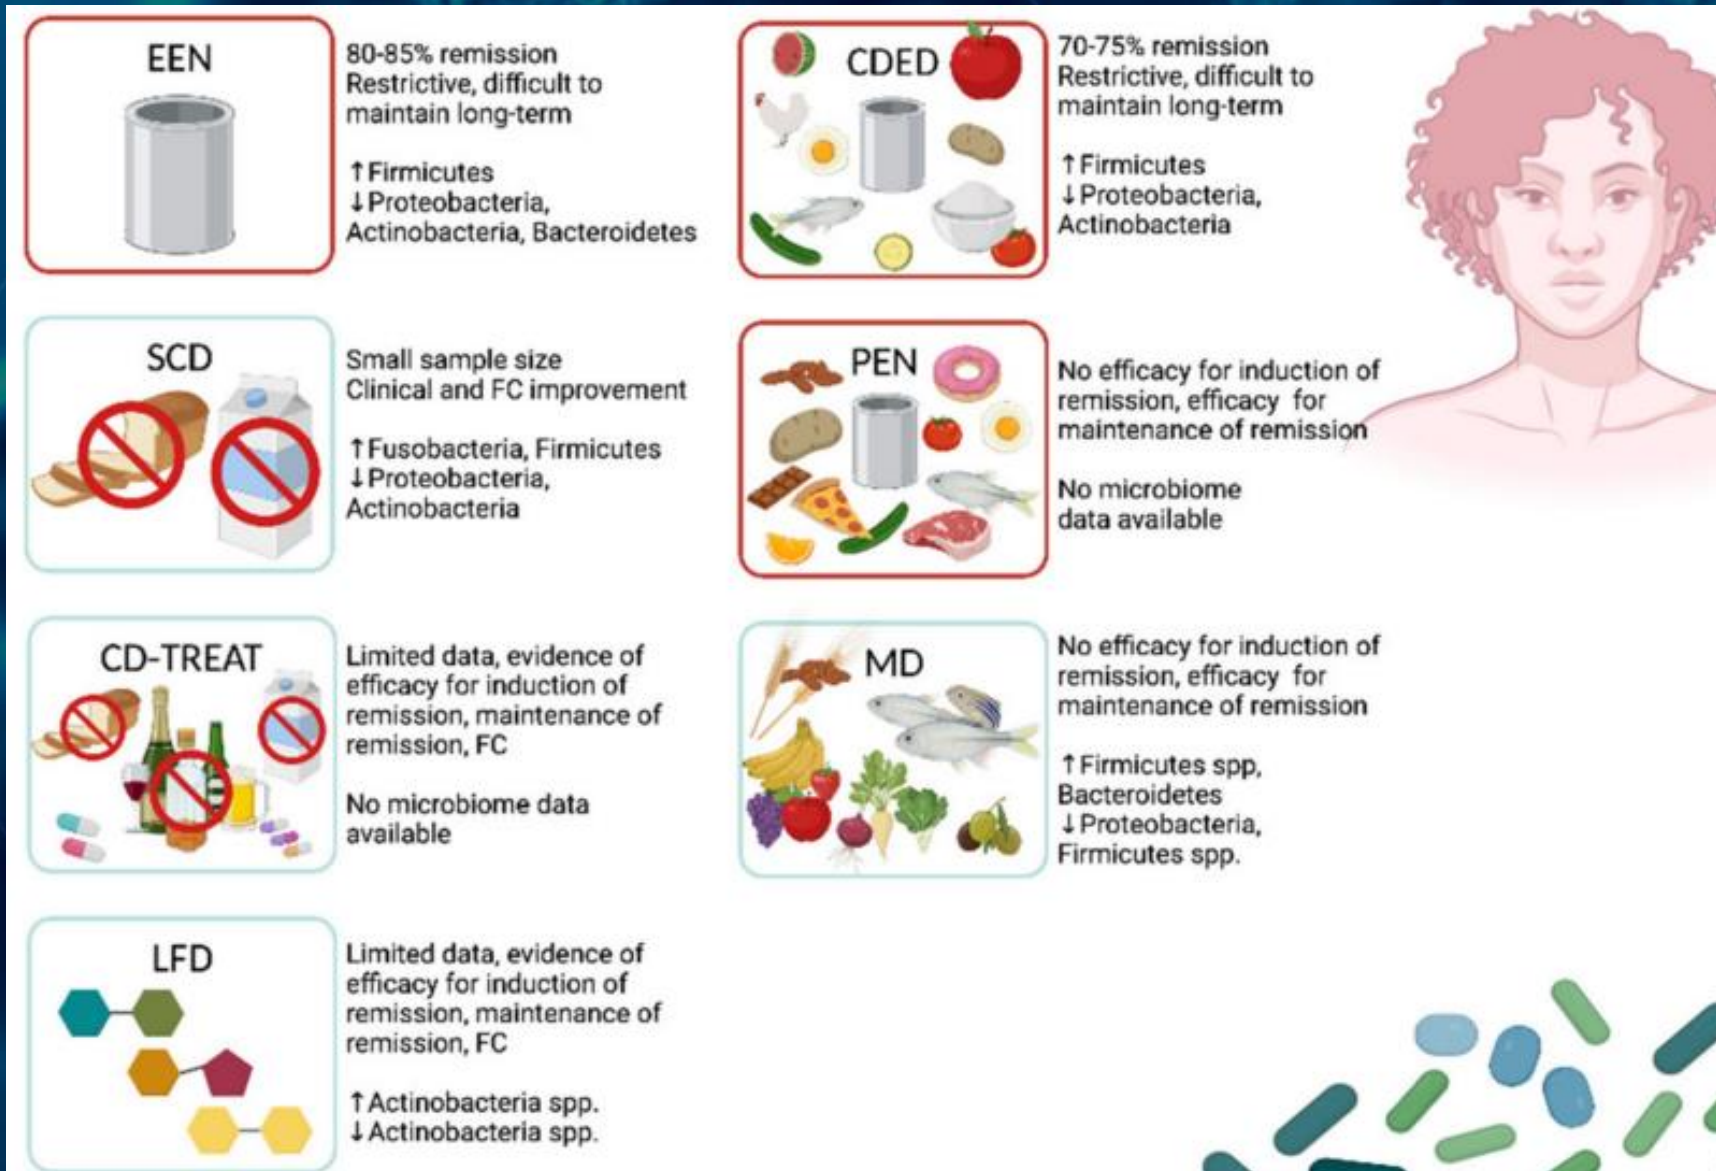 EEN
80-85% remission
Restrictive, difficult to
maintain long-term
↑Firmicutes
↓Proteobacteria,
Actinobacteria, Bacteroidetes
CDED
70-75% remission
Restrictive, difficult to
maintain long-term
↑Firmicutes
↓Proteobacteria,
Actinobacteria
SCD
Small sample size
Clinical and FC improvement
↑Fusobacteria, Firmicutes
↓Proteobacteria,
Actinobacteria
PEN
No efficacy for induction of
remission, efficacy for
maintenance of remission
No microbiome
data available
CD-TREAT
Limited data, evidence of
efficacy for induction of
remission, maintenance of
remission, FC
No microbiome data
available
MD
No efficacy for induction of
remission, efficacy for
maintenance of remission
↑Firmicutes spp,
Bacteroidetes
↓Proteobacteria,
Firmicutes spp.
LFD
Limited data, evidence of
efficacy for induction of
remission, maintenance of
remission, FC
↑Actinobacteria spp.
↓Actinobacteria spp.